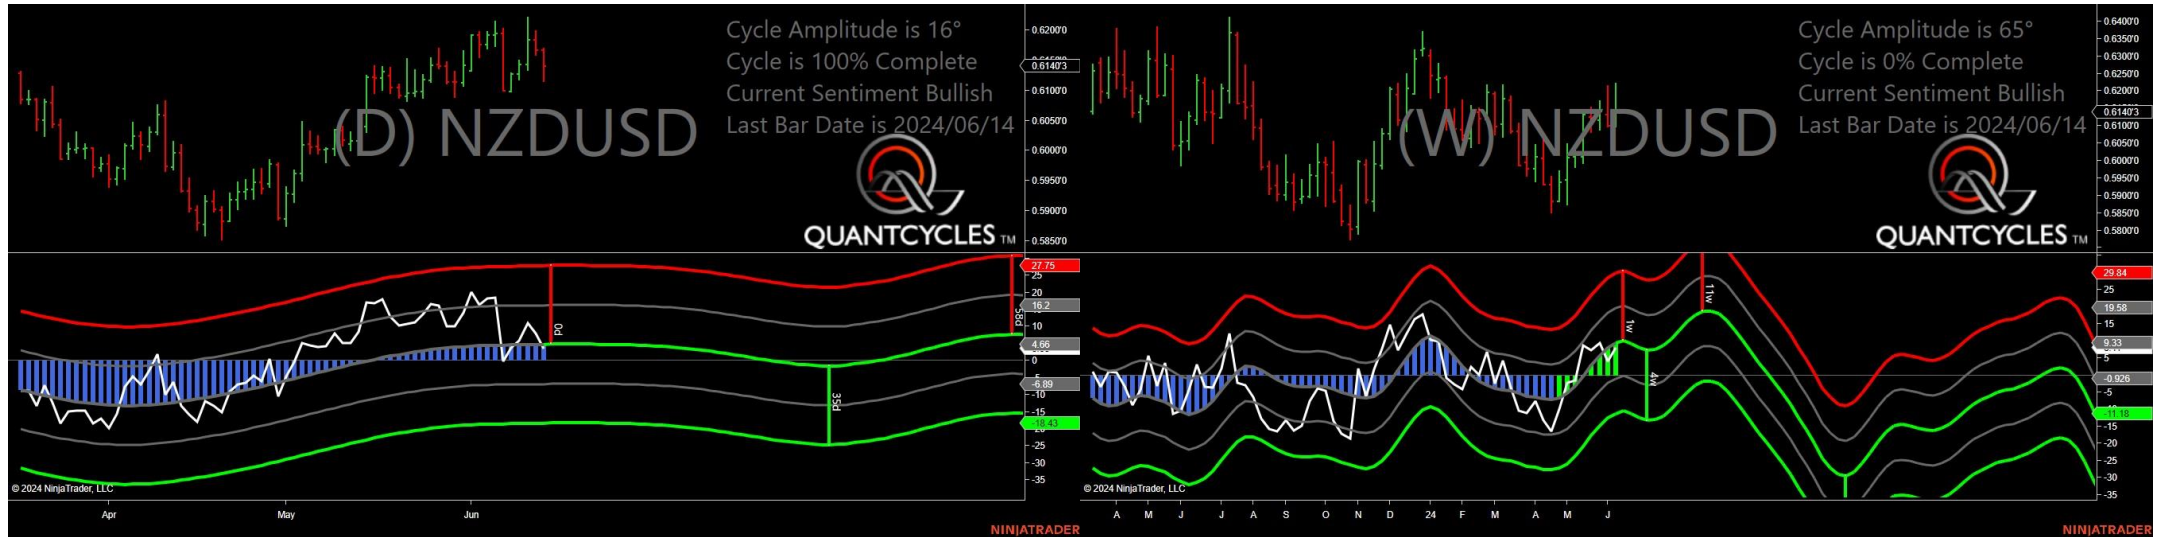 Cycle Amplitude is 16°
Cycle is 100% Complete
Current Sentiment Bullish
Last Bar Date is 2024/06/14
(D) NZDUSD
QUANTCYCLES TM
0.6200'0
0.6140'3
0.6100'0
0.6050'0
0.6000'0
0.5950'0
0.5900'0
0.5850'0
27.75
25
20
16.2
10
4.66
0
-5
-6.89
-10
-15
-18.43
-25
-30
-35
0d
35d
58d
© 2024 NinjaTrader, LLC
Apr May Jun
NINJATRADER
Cycle Amplitude is 65°
Cycle is 0% Complete
Current Sentiment Bullish
Last Bar Date is 2024/06/14
(W) NZDUSD
QUANTCYCLES TM
0.6400'0
0.6350'0
0.6300'0
0.6250'0
0.6200'0
0.6140'3
0.6100'0
0.6050'0
0.6000'0
0.5950'0
0.5900'0
0.5850'0
0.5800'0
29.84
25
19.58
15
9.33
5
-0.926
-5
-11.18
-15
-20
-25
-30
-35
1w
4w
11w
© 2024 NinjaTrader, LLC
A M J J A S O N D 24 F M A M J
NINJATRADER